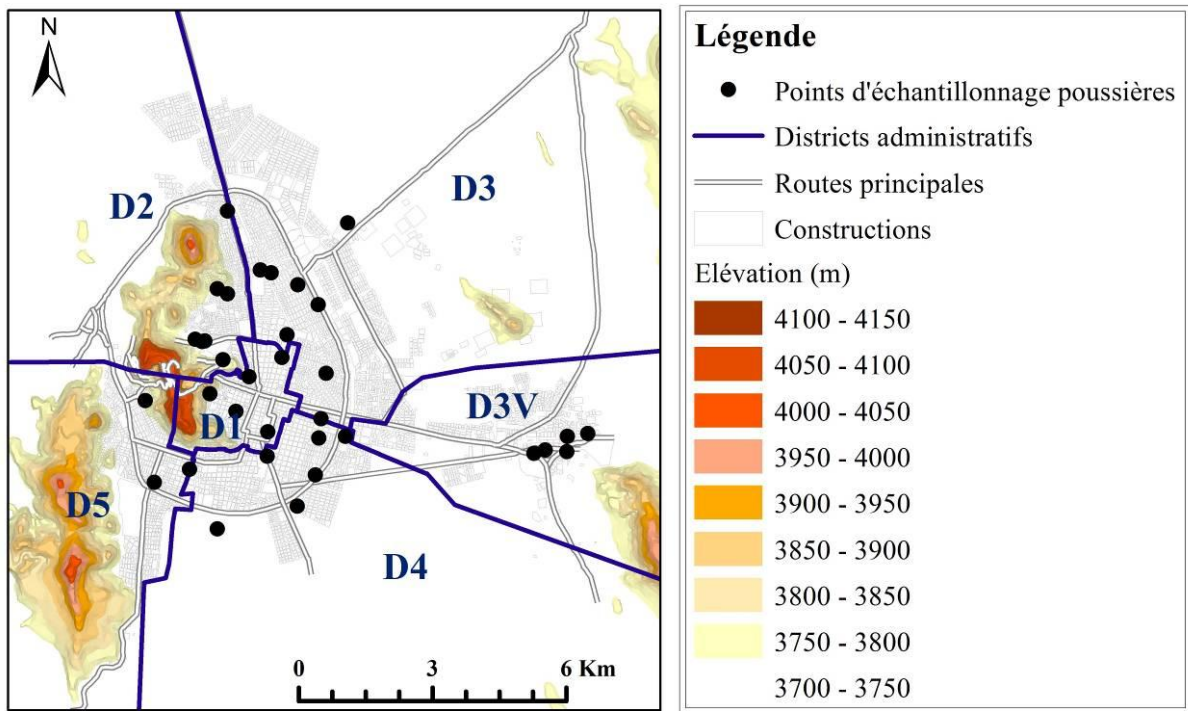 N
D2
D3
D3V
D1
D5
D4
0 3 6 Km
Légende
Points d'échantillonnage poussières
Districts administratifs
Routes principales
Constructions
Elévation (m)
4100 - 4150
4050 - 4100
4000 - 4050
3950 - 4000
3900 - 3950
3850 - 3900
3800 - 3850
3750 - 3800
3700 - 3750